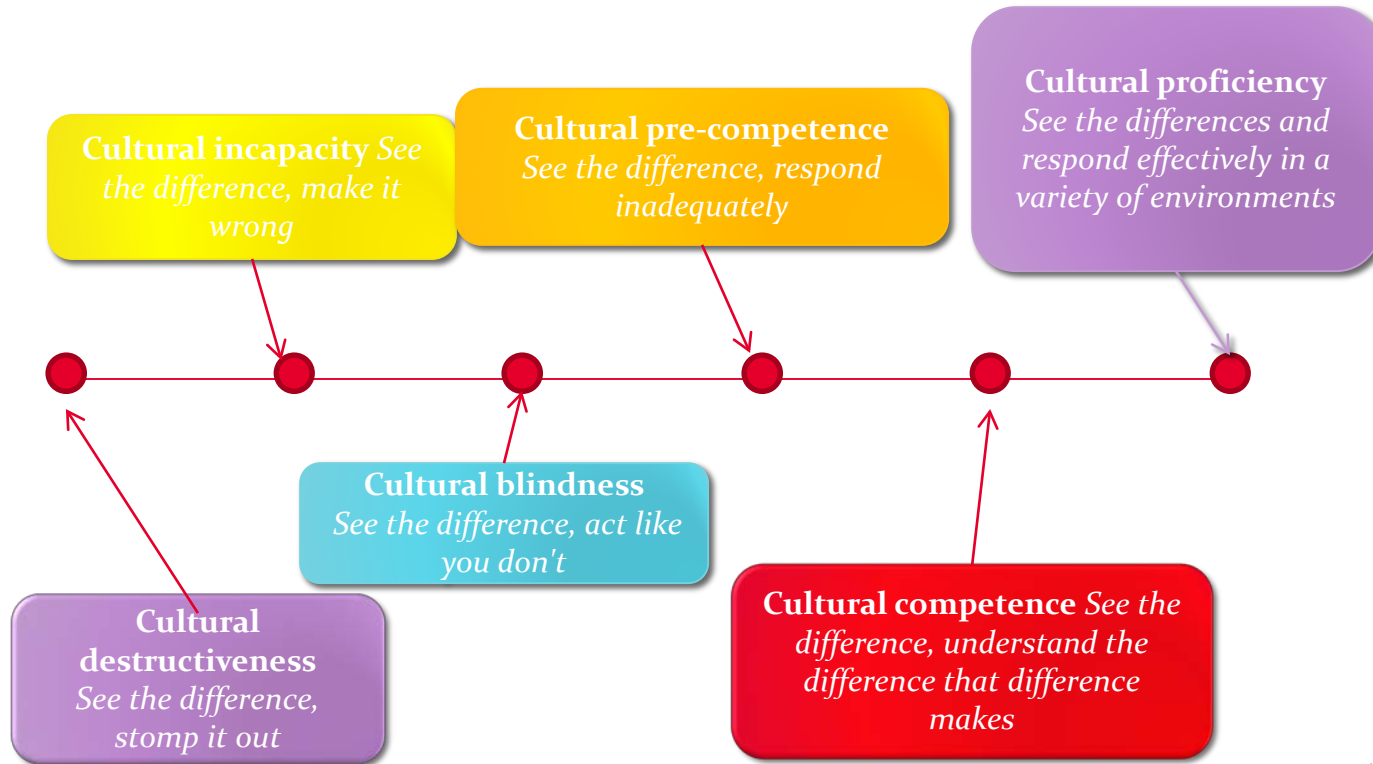 Cultural incapacity See
the difference, make it
wrong
Cultural pre-competence
See the difference, respond
inadequately
Cultural proficiency
See the differences and
respond effectively in a
variety of environments
Cultural
destructiveness
See the difference,
stomp it out
Cultural blindness
See the difference, act like
you don't
Cultural competence See the
difference, understand the
difference that difference
makes